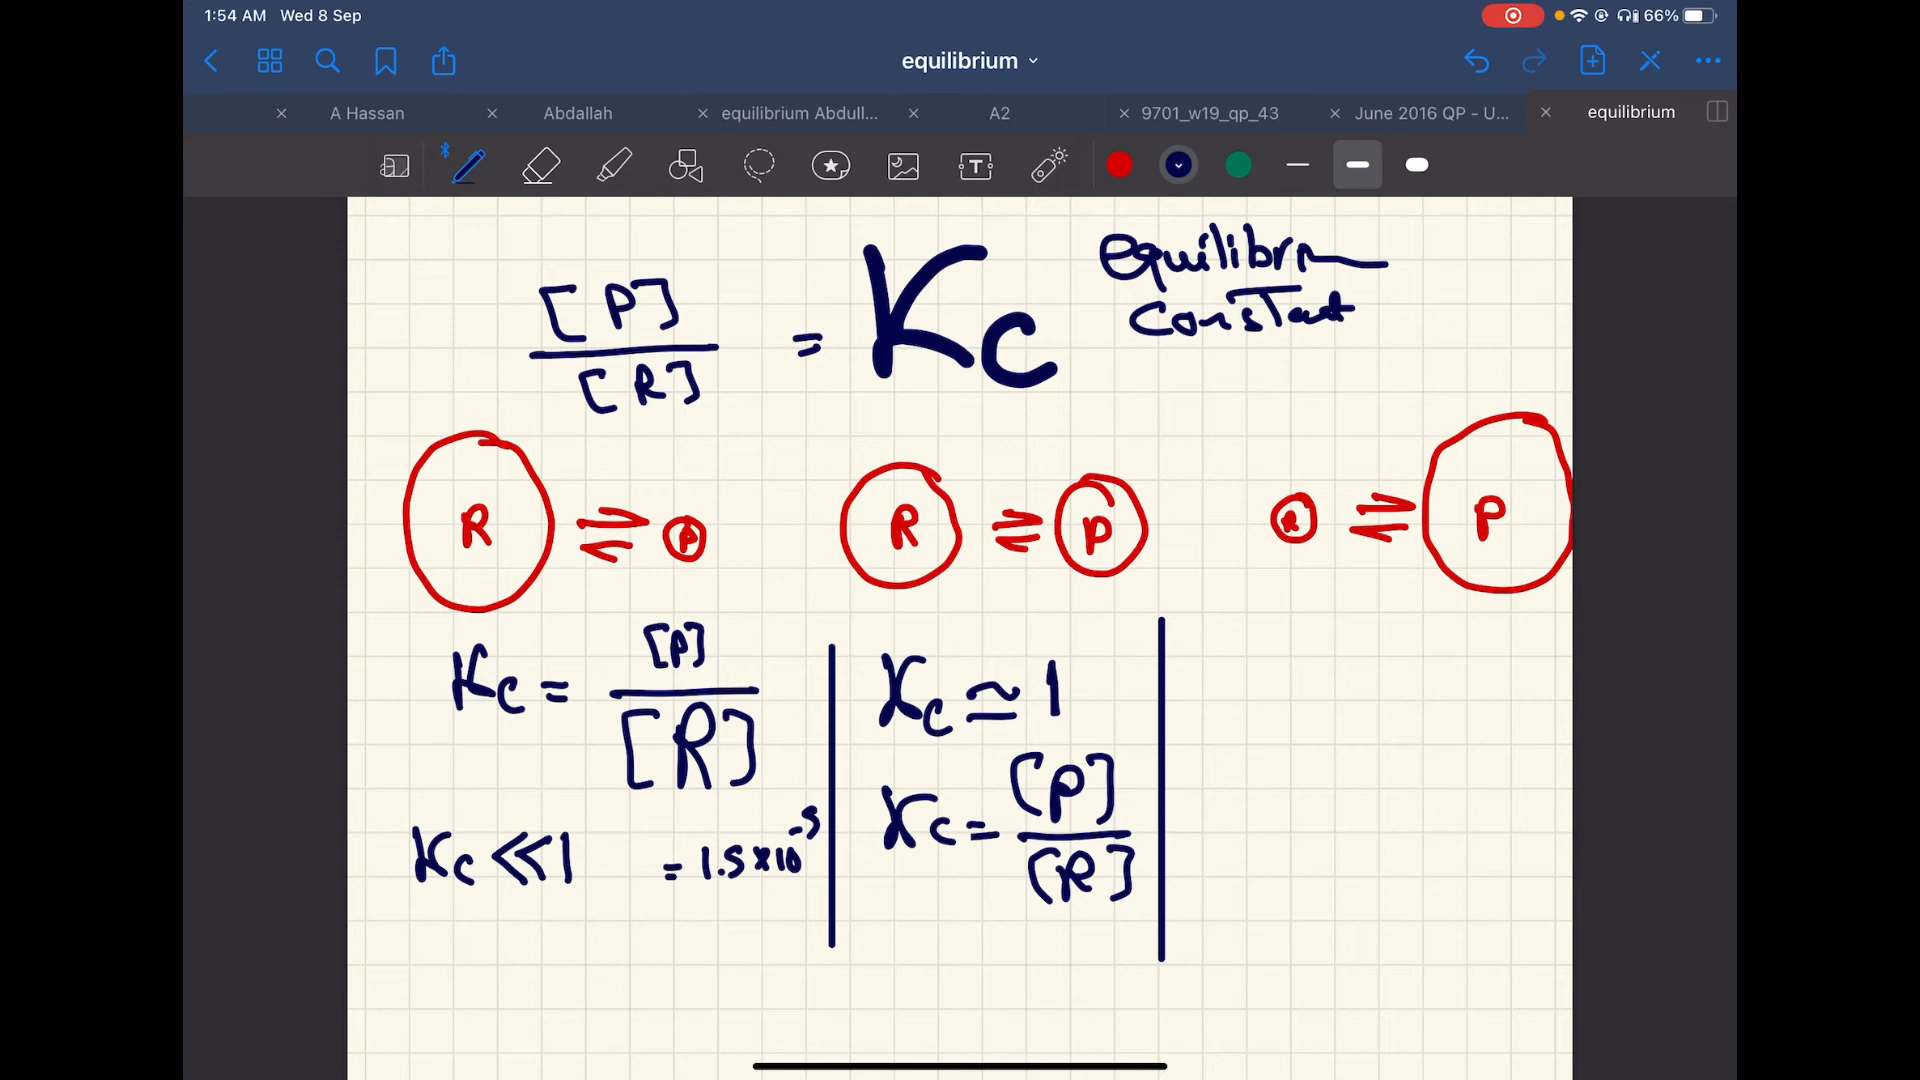 1:54 AM Wed 8 Sep 66%
equilibrium
A Hassan Abdallah equilibrium Abdull... A2 9701_w19_qp_43 June 2016 QP - U... equilibrium
[P] / [R] = Kc
equilibrm
constant
R ⇌ P R ⇌ P R ⇌ P
Kc = [P] / [R]
Kc ≪ 1 = 1.5 × 10⁻⁵
Kc ≃ 1
Kc = [P] / [R]